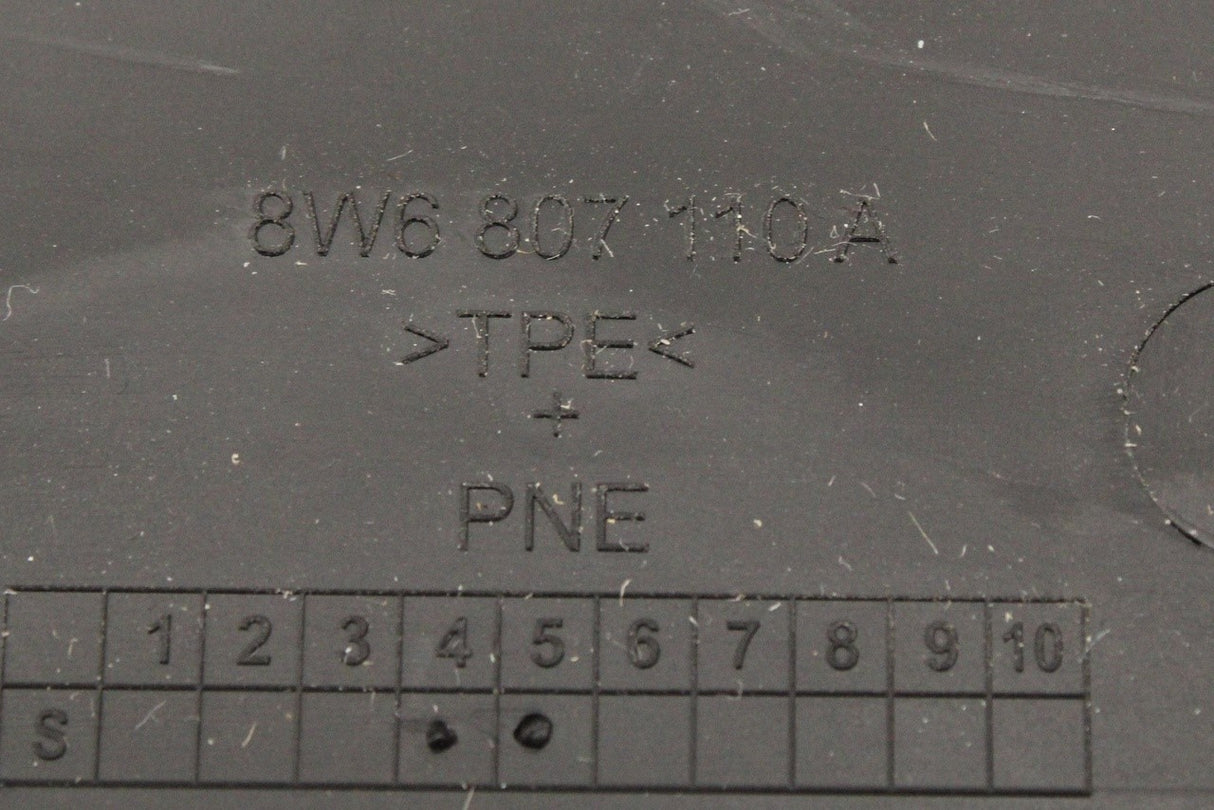 8W6 807 110 A
>TPE<
+
PNE
1 2 3 4 5 6 7 8 9 10
S